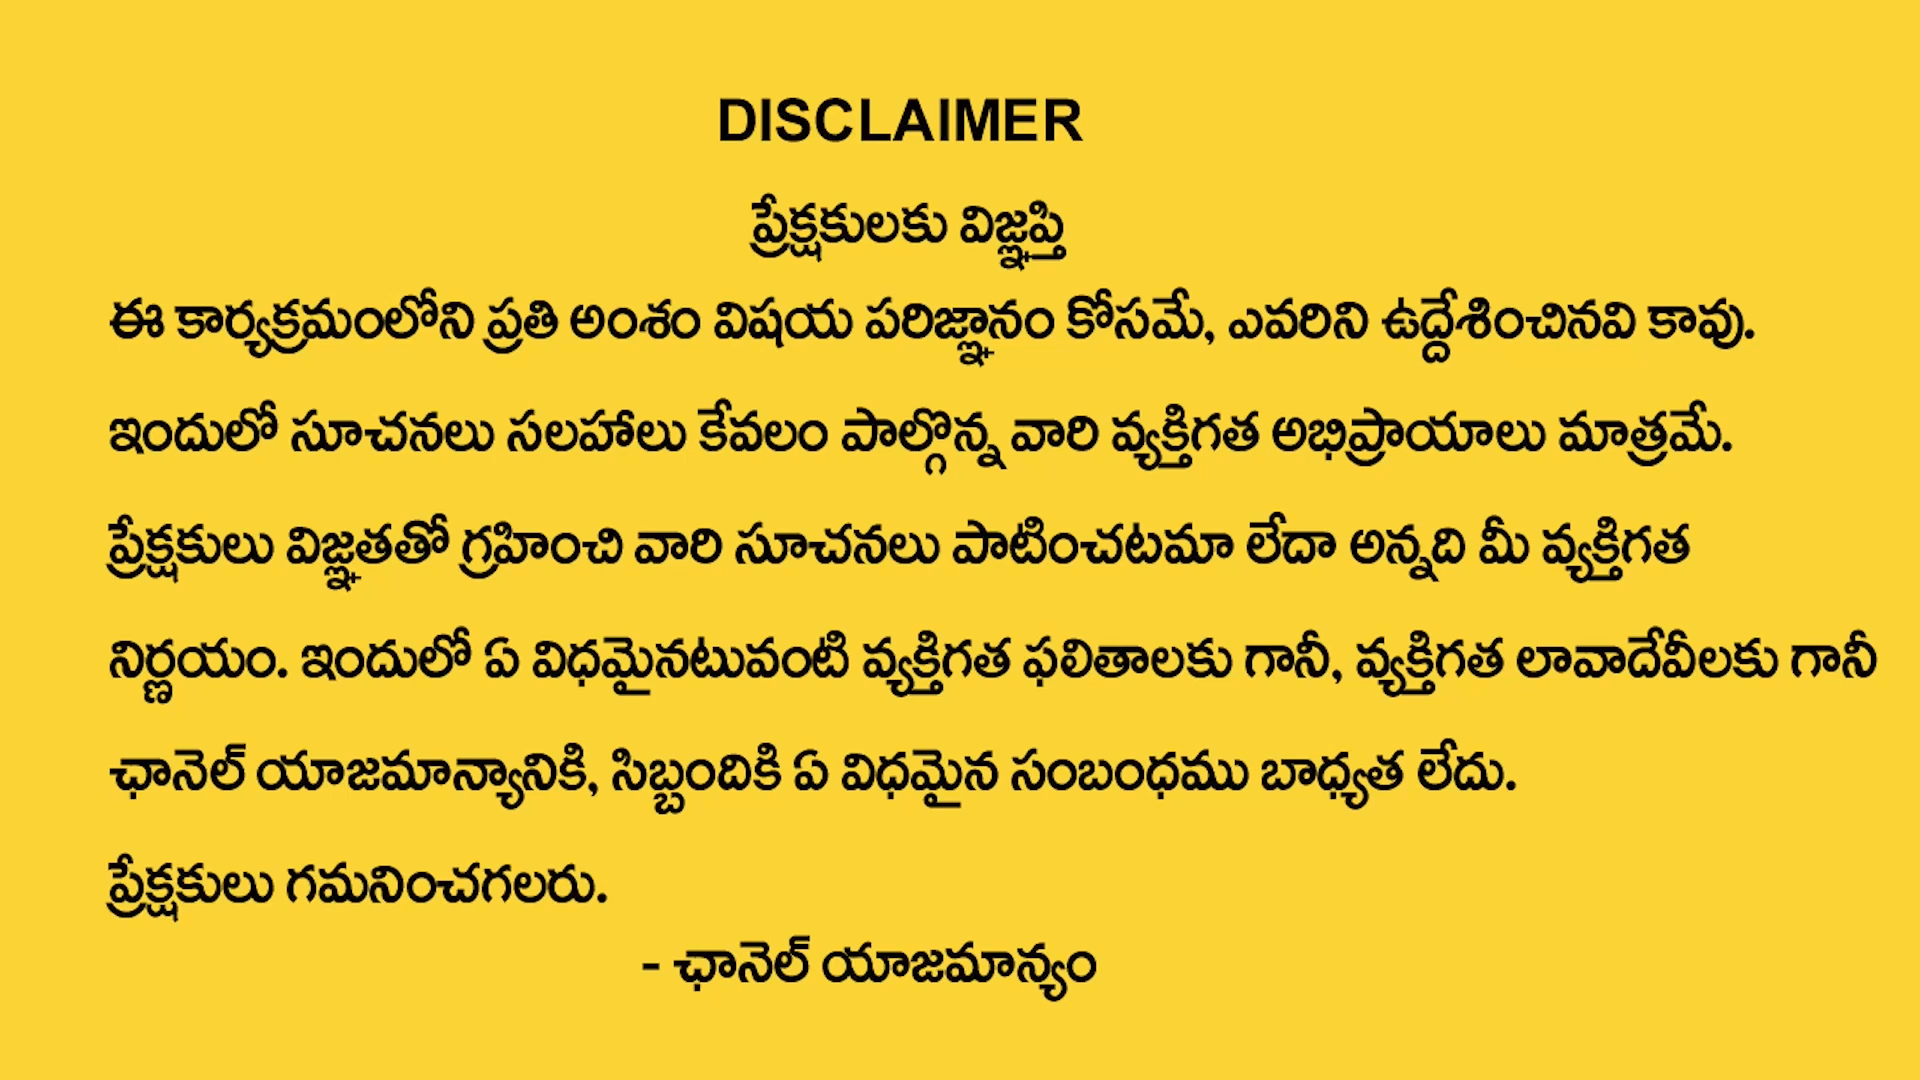 DISCLAIMER
ప్రేక్షకులకు విజ్ఞప్తి
ఈ కార్యక్రమంలోని ప్రతి అంశం విషయ పరిజ్ఞానం కోసమే, ఎవరిని ఉద్దేశించినవి కావు.
ఇందులో సూచనలు సలహాలు కేవలం పాల్గొన్న వారి వ్యక్తిగత అభిప్రాయాలు మాత్రమే.
ప్రేక్షకులు విజ్ఞతతో గ్రహించి వారి సూచనలు పాటించటమా లేదా అన్నది మీ వ్యక్తిగత
నిర్ణయం. ఇందులో ఏ విధమైనటువంటి వ్యక్తిగత ఫలితాలకు గానీ, వ్యక్తిగత లావాదేవీలకు గానీ
ఛానెల్ యాజమాన్యానికి, సిబ్బందికి ఏ విధమైన సంబంధము బాధ్యత లేదు.
ప్రేక్షకులు గమనించగలరు.
- ఛానెల్ యాజమాన్యం